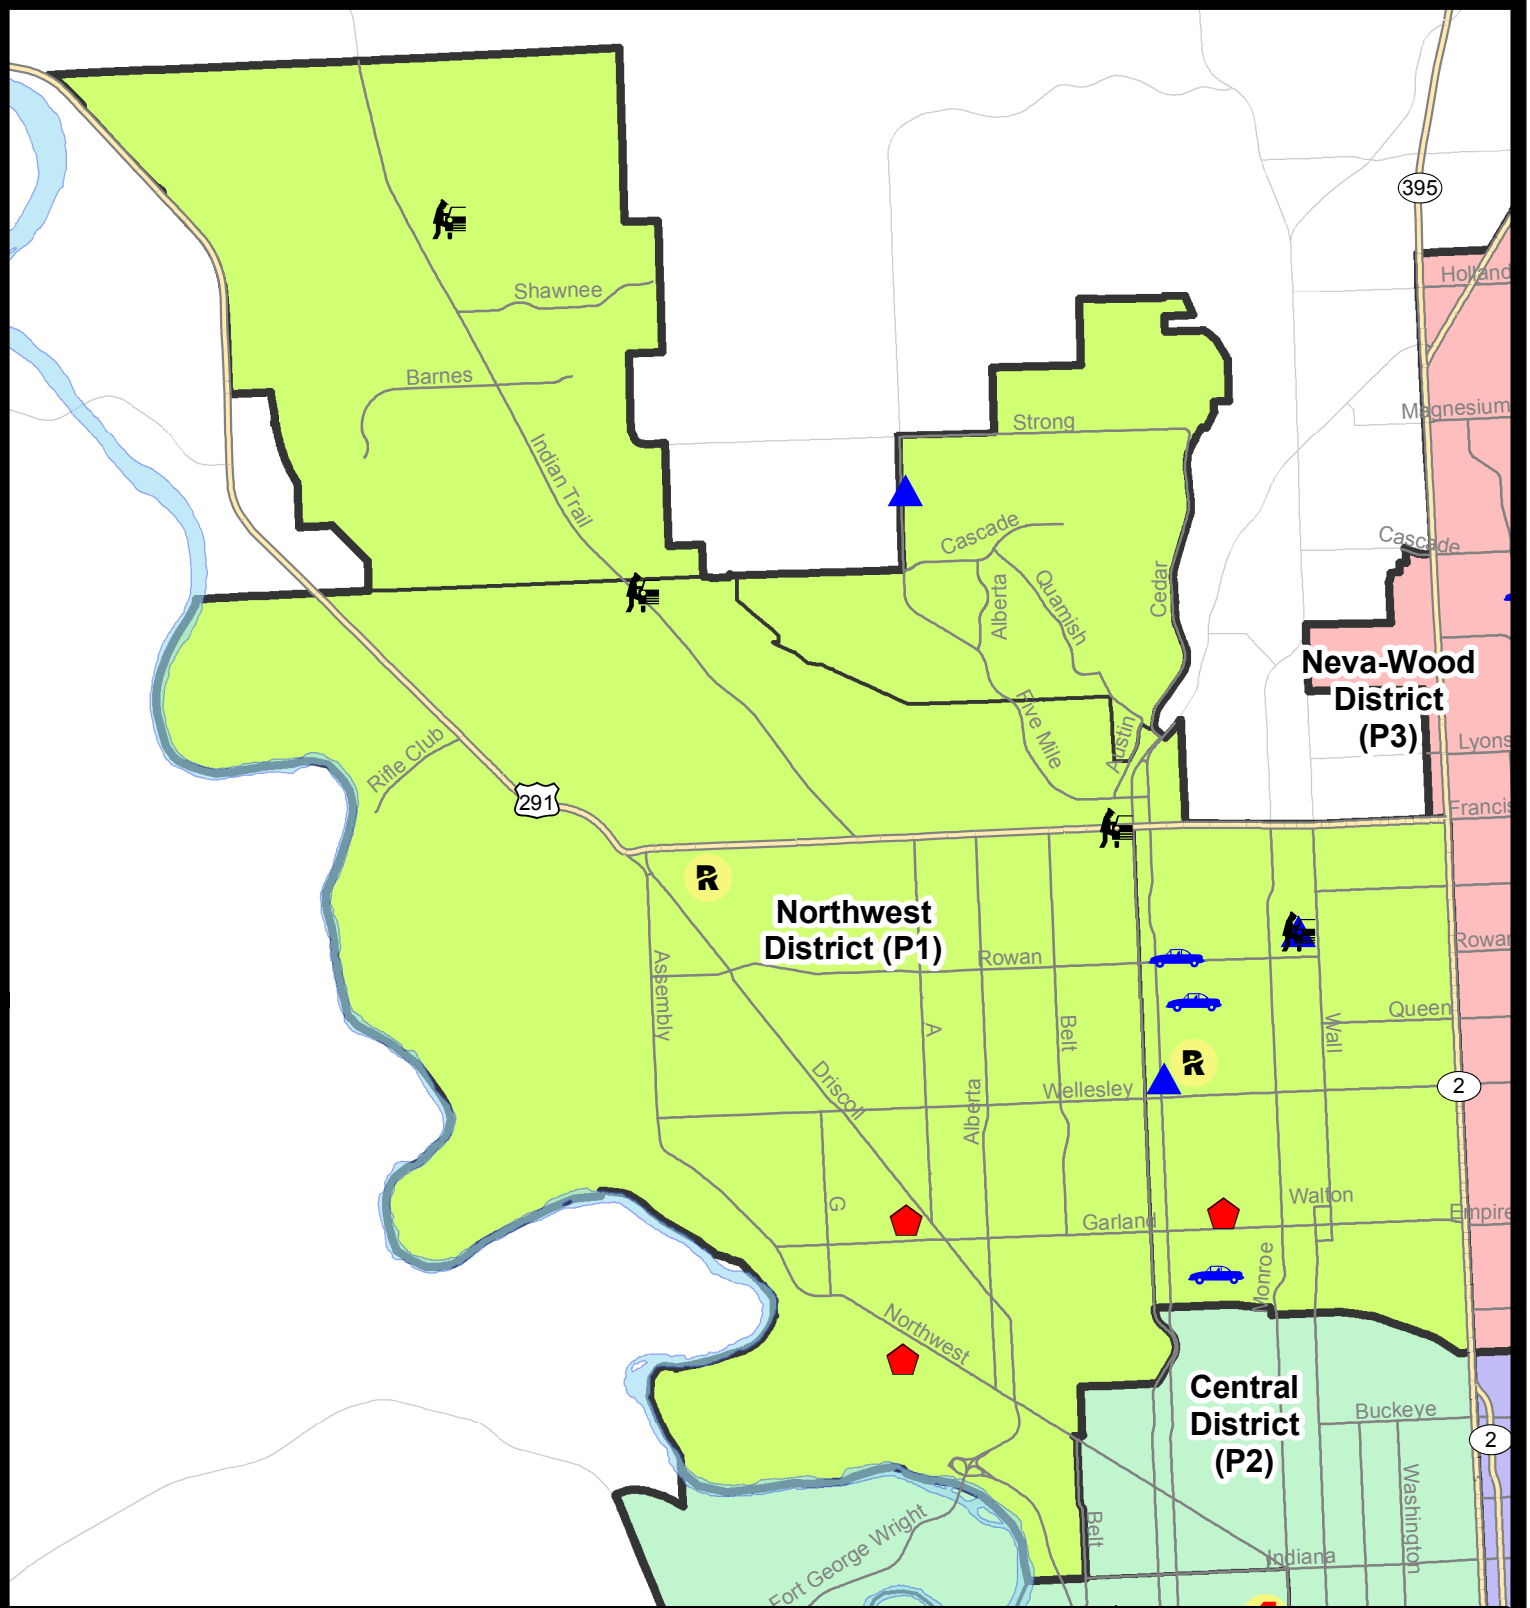 395
Holland
Shawnee
Barnes
Magnesium
Strong
Indian Trail
Cascade
Cascade
Alberta
Quamish
Cedar
Neva-Wood
District
(P3)
Five Mile
Austin
Lyons
Rifle Club
291
Francis
R
Northwest
District (P1)
Rowan
Rowan
Assembly
A
Belt
Queen
Wall
R
Driscoll
Wellesley
2
Alberta
G
Walton
Garland
Empire
Monroe
Northwest
Central
District
(P2)
Buckeye
2
Washington
Belt
Fort George Wright
Indiana